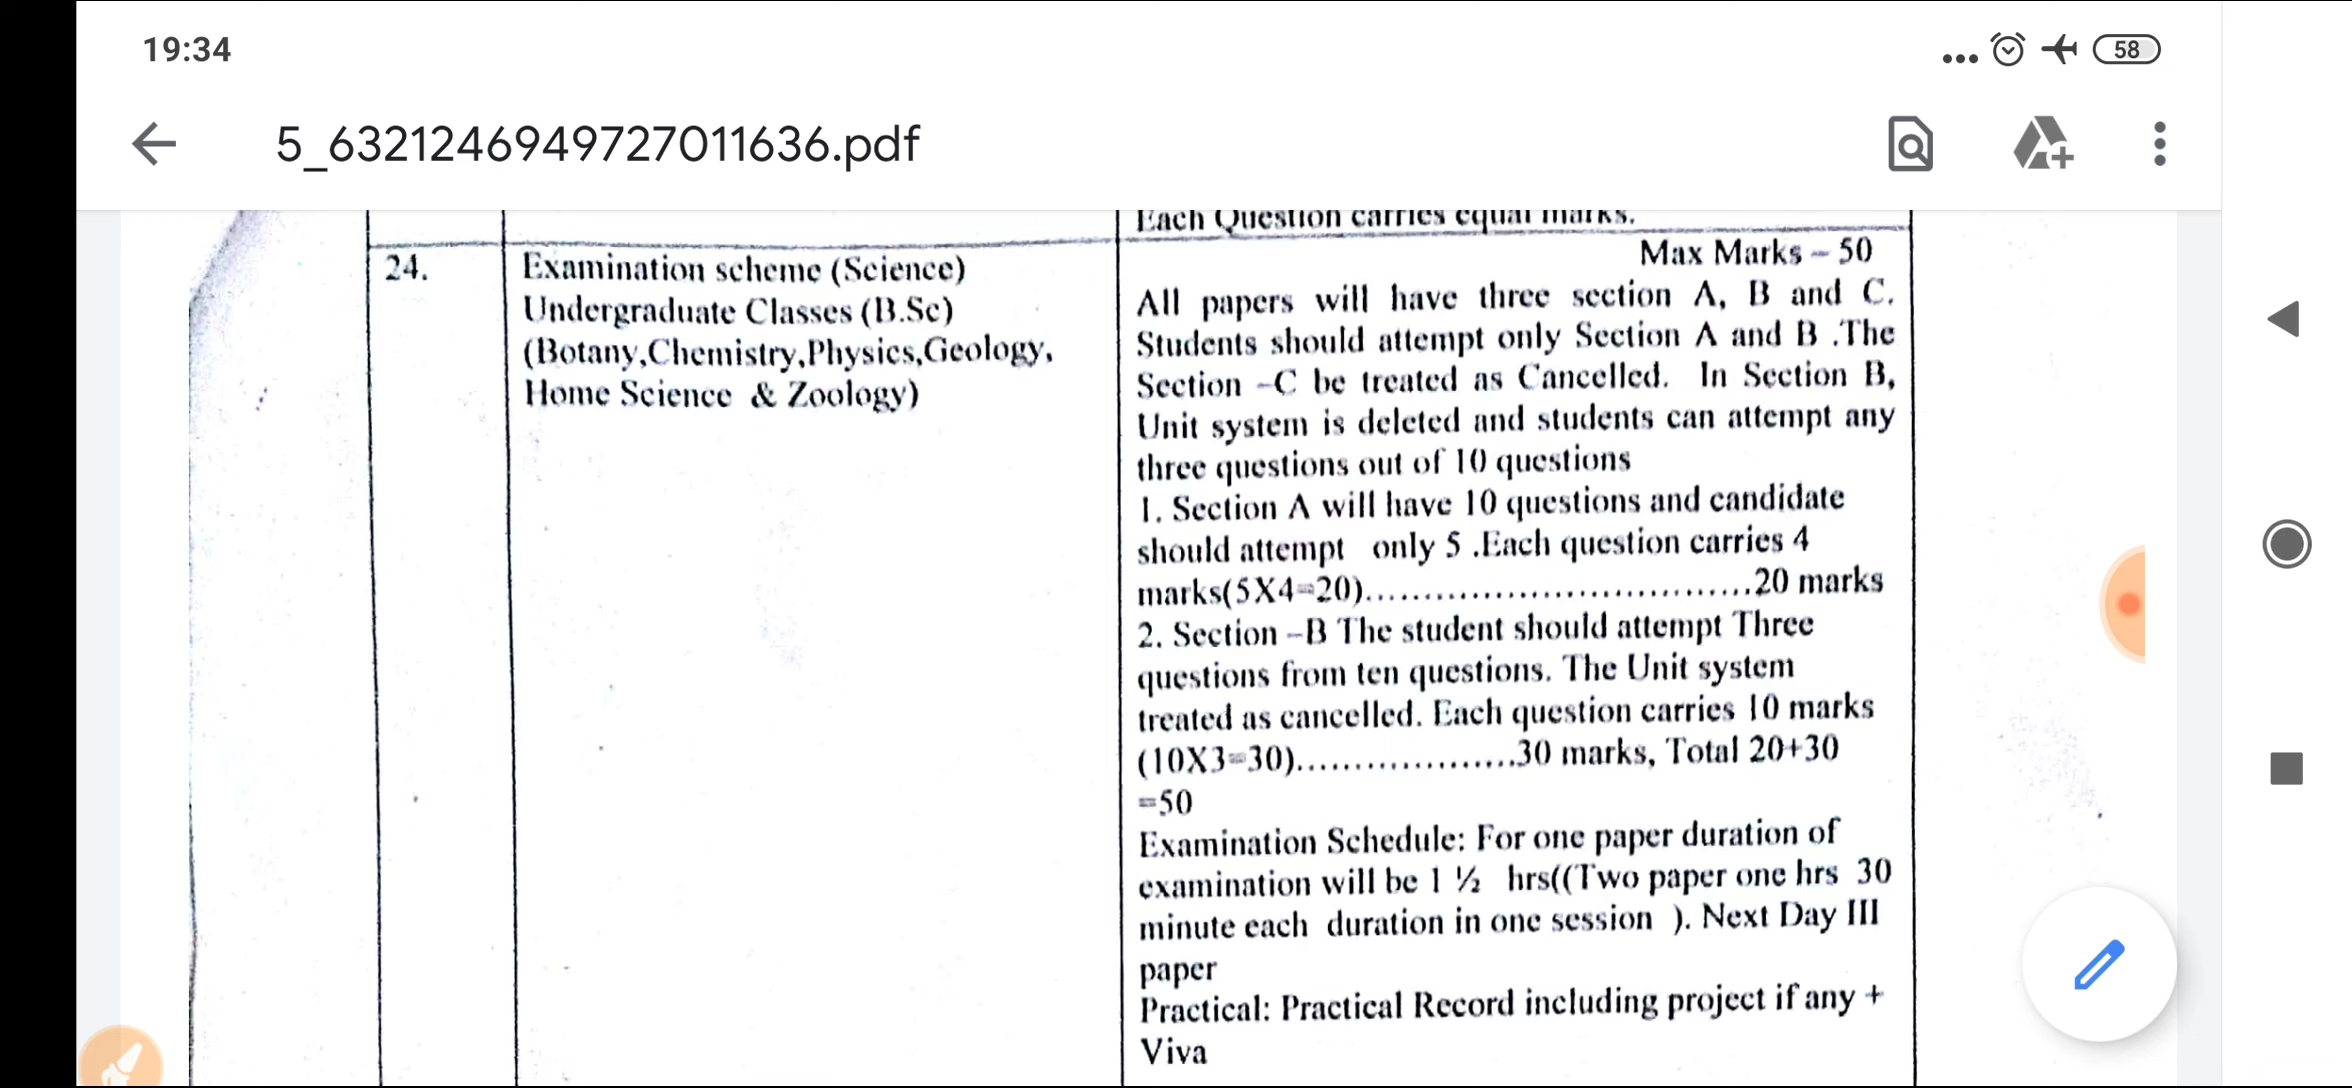 19:34
... 58
5_6321246949727011636.pdf
Each Question carries equal marks.
24.
Examination scheme (Science)
Undergraduate Classes (B.Sc)
(Botany,Chemistry,Physics,Geology,
Home Science & Zoology)
Max Marks – 50
All papers will have three section A, B and C.
Students should attempt only Section A and B .The
Section –C be treated as Cancelled. In Section B,
Unit system is deleted and students can attempt any
three questions out of 10 questions
1. Section A will have 10 questions and candidate
should attempt only 5 .Each question carries 4
marks(5X4=20)....................................20 marks
2. Section –B The student should attempt Three
questions from ten questions. The Unit system
treated as cancelled. Each question carries 10 marks
(10X3=30).....................30 marks, Total 20+30
=50
Examination Schedule: For one paper duration of
examination will be 1 ½ hrs((Two paper one hrs 30
minute each duration in one session ). Next Day III
paper
Practical: Practical Record including project if any +
Viva